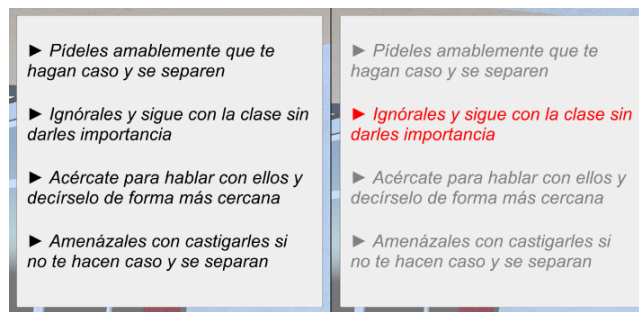 ► Pídeles amablemente que te
hagan caso y se separen
► Ignórales y sigue con la clase sin
darles importancia
► Acércate para hablar con ellos y
decírselo de forma más cercana
► Amenázales con castigarles si
no te hacen caso y se separan
► Pídeles amablemente que te
hagan caso y se separen
► Ignórales y sigue con la clase sin
darles importancia
► Acércate para hablar con ellos y
decírselo de forma más cercana
► Amenázales con castigarles si
no te hacen caso y se separan